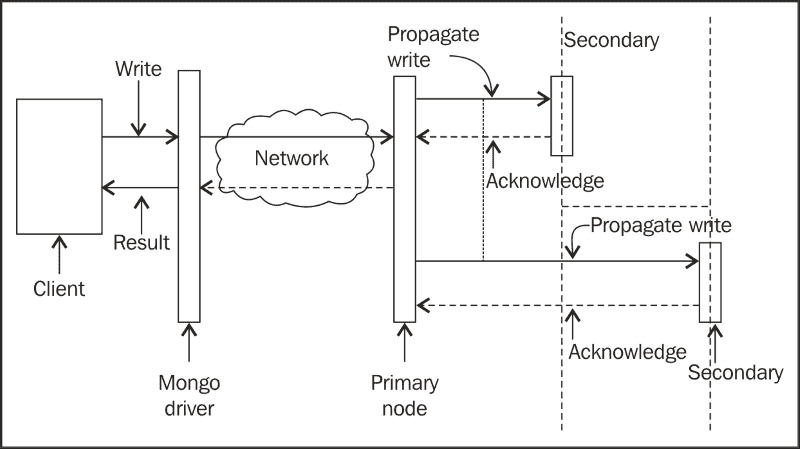 Propagate
write
Secondary
Write
Network
Acknowledge
Propagate write
Result
Client
Acknowledge
Secondary
Mongo
driver
Primary
node